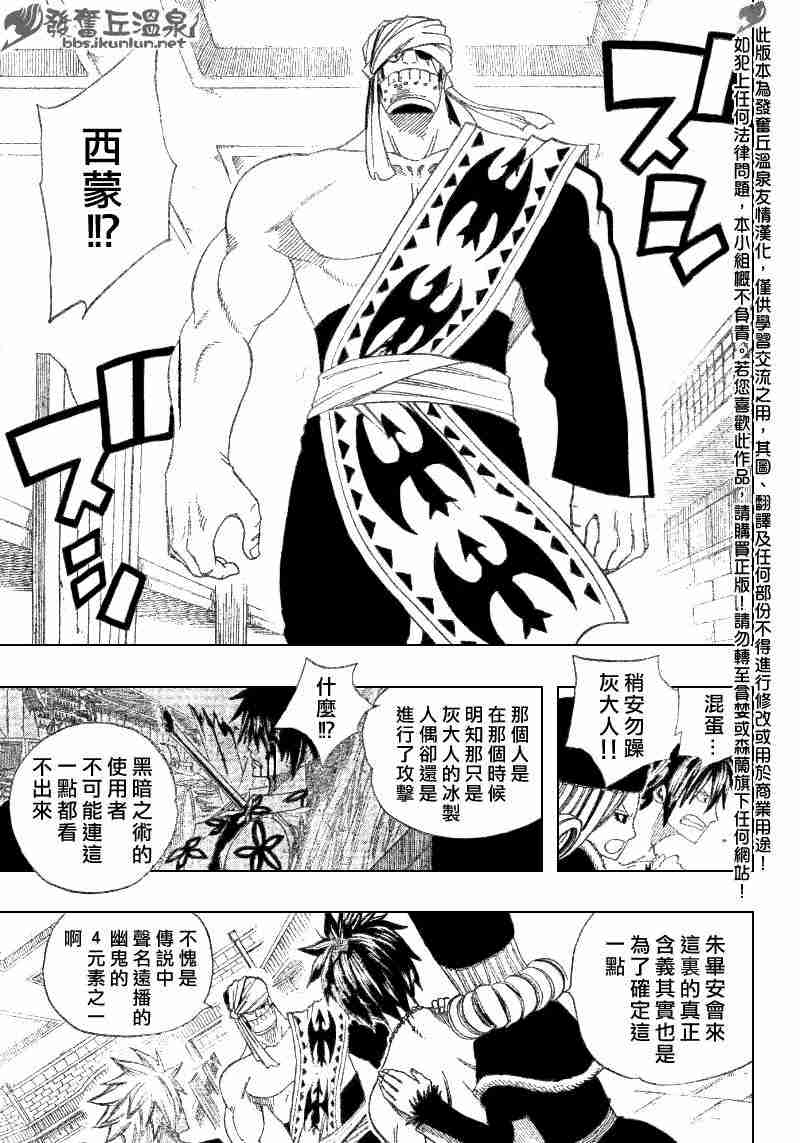 發奮丘溫泉
bbs.ikunlun.net
此版本為發奮丘溫泉友情漢化，僅供學習交流之用，其圖、翻譯及任何部份不得進行修改或用於商業用途！
如犯上任何法律問題，本小組概不負責。若您喜歡此作品，請購買正版！請勿轉至貪婪或森蘭旗下任何網站！
ズズ
西蒙
!!?
ズズ
混蛋…
稍安勿躁
灰大人!!
那個人是
在那個時候
明知那只是
灰大人的冰製
人偶卻還是
進行了攻擊
什麼!!?
黑暗之術的
使用者
不可能連這
一點都看
不出來
朱畢安會來
這裏的真正
含義其實也是
為了確定這
一點
不愧是
傳說中
聲名遠播的
幽鬼的
4元素之一
啊